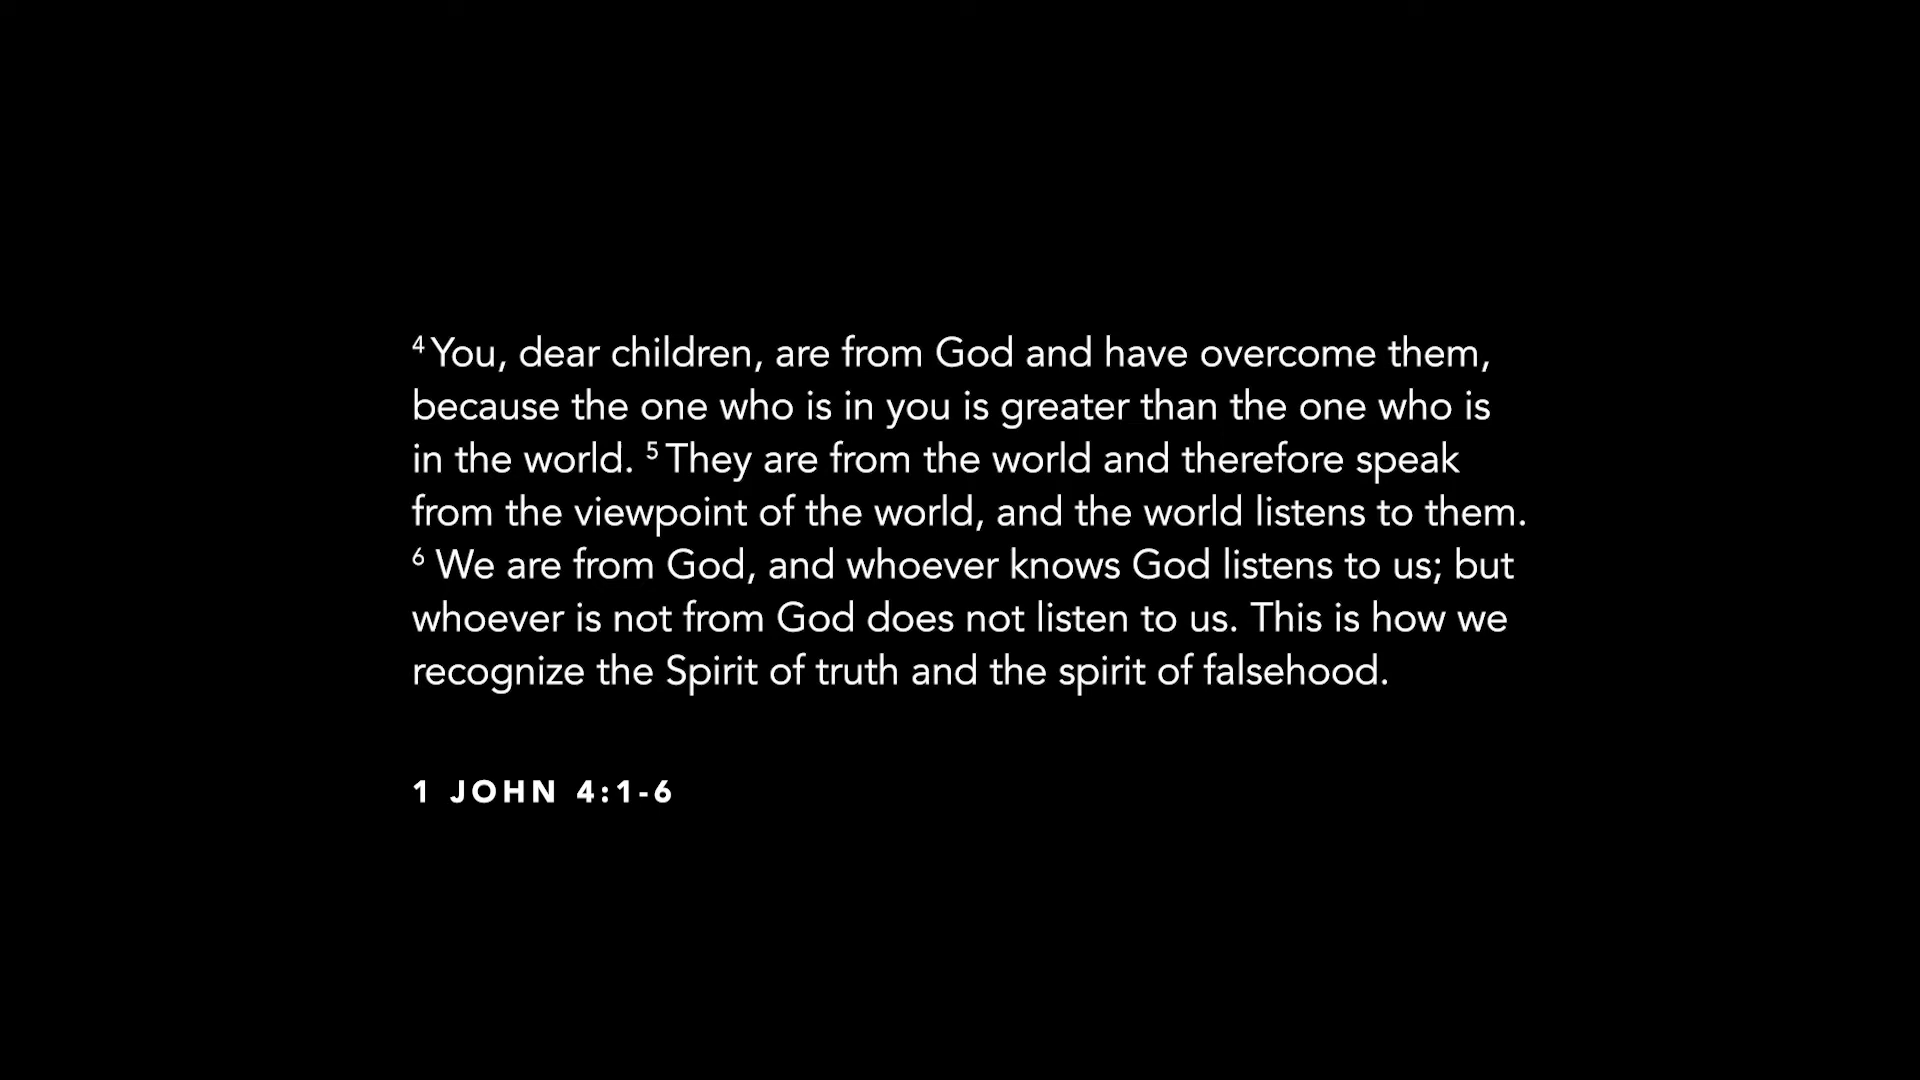 ⁴ You, dear children, are from God and have overcome them,
because the one who is in you is greater than the one who is
in the world. ⁵ They are from the world and therefore speak
from the viewpoint of the world, and the world listens to them.
⁶ We are from God, and whoever knows God listens to us; but
whoever is not from God does not listen to us. This is how we
recognize the Spirit of truth and the spirit of falsehood.
1 JOHN 4:1-6